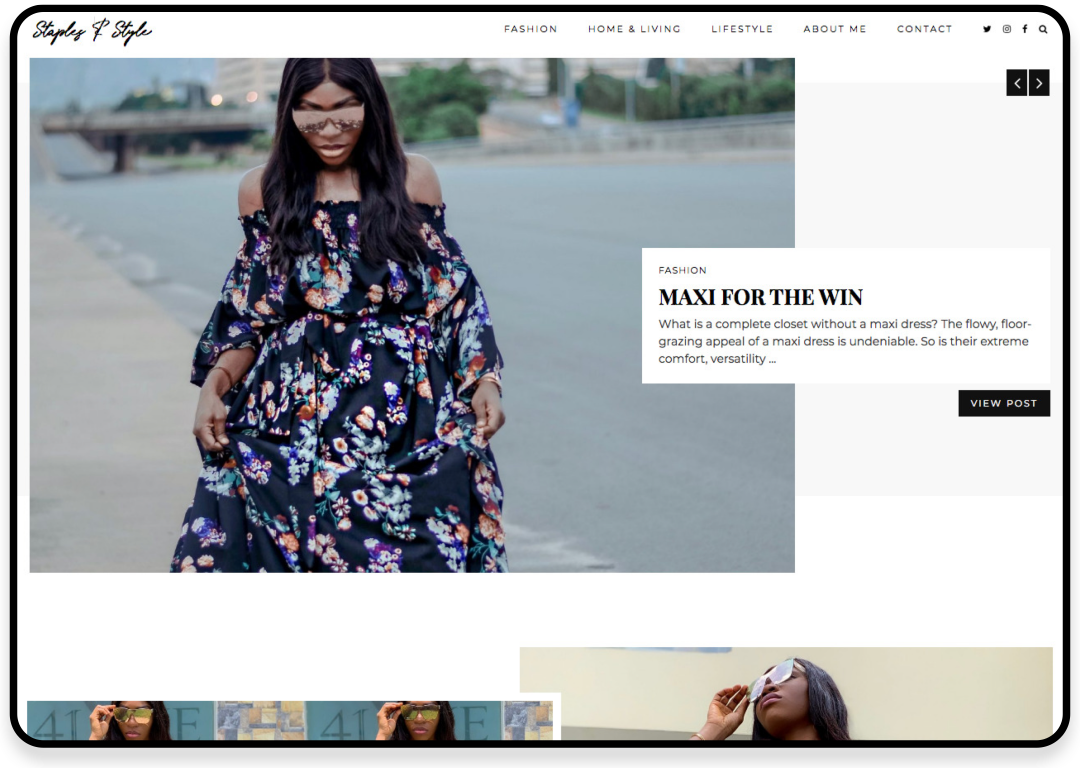 Staples & Style
FASHION
HOME & LIVING
LIFESTYLE
ABOUT ME
CONTACT
FASHION
MAXI FOR THE WIN
What is a complete closet without a maxi dress? The flowy, floor-
grazing appeal of a maxi dress is undeniable. So is their extreme
comfort, versatility ...
VIEW POST
41
E
41
E